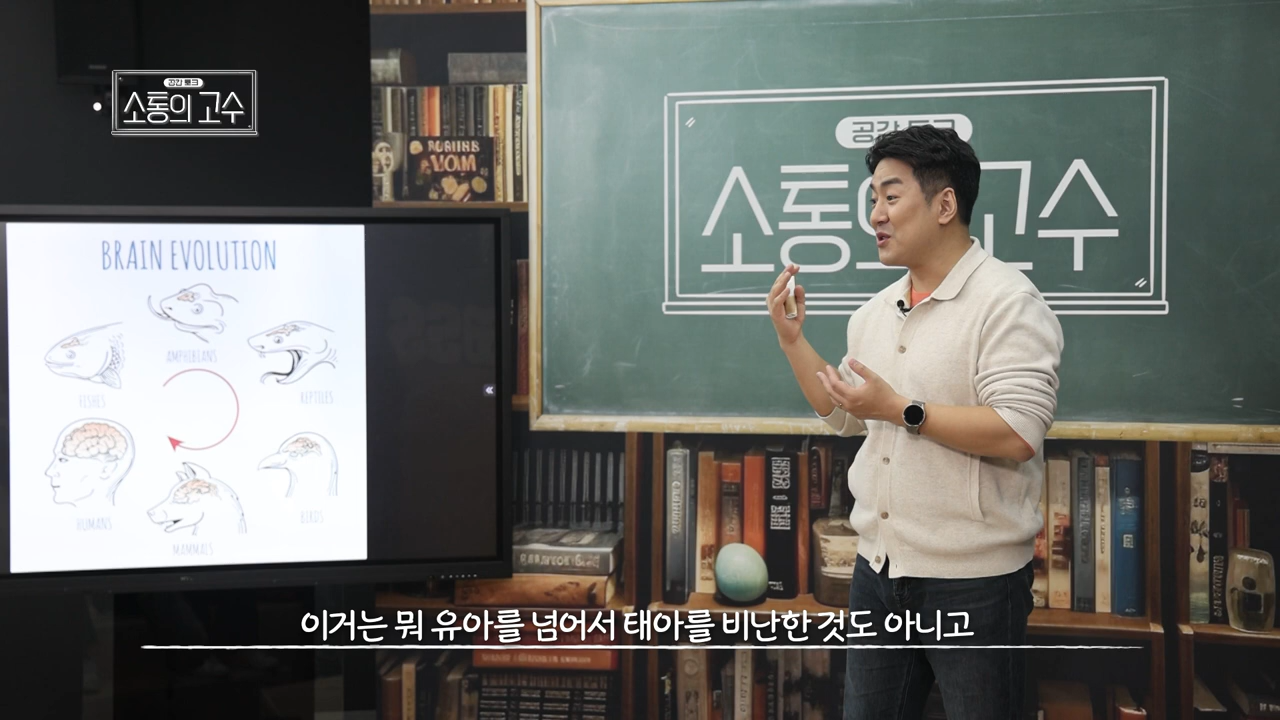 공감 토크
소통의 고수
공감 토크
소통의 고수
BRAIN EVOLUTION
AMPHIBIANS
FISHES
REPTILES
HUMANS
BIRDS
MAMMALS
이거는 뭐 유아를 넘어서 태아를 비난한 것도 아니고